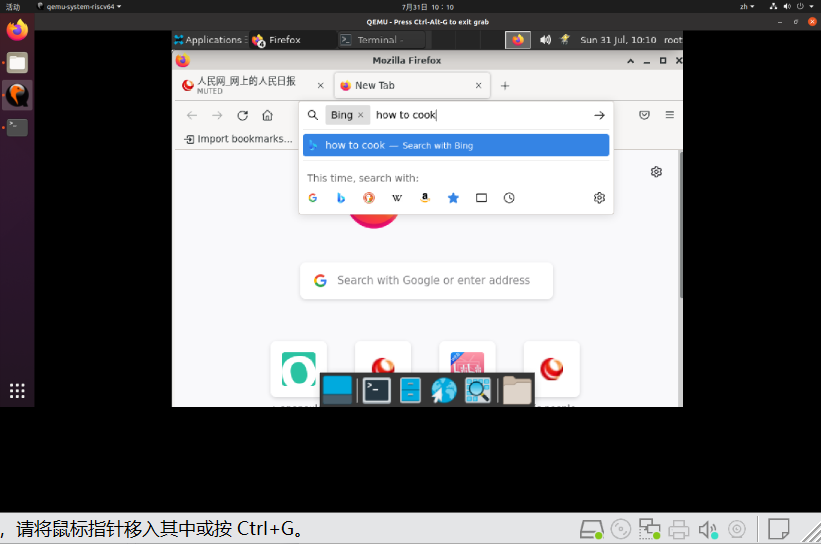 活动 qemu-system-riscv64 7月31日 10：10 zh
QEMU - Press Ctrl-Alt-G to exit grab
Applications Firefox Terminal - Sun 31 Jul, 10:10 root
Mozilla Firefox
人民网_网上的人民日报 New Tab
MUTED
Bing how to cook
Import bookmarks...
how to cook — Search with Bing
This time, search with:
Search with Google or enter address
，请将鼠标指针移入其中或按 Ctrl+G。